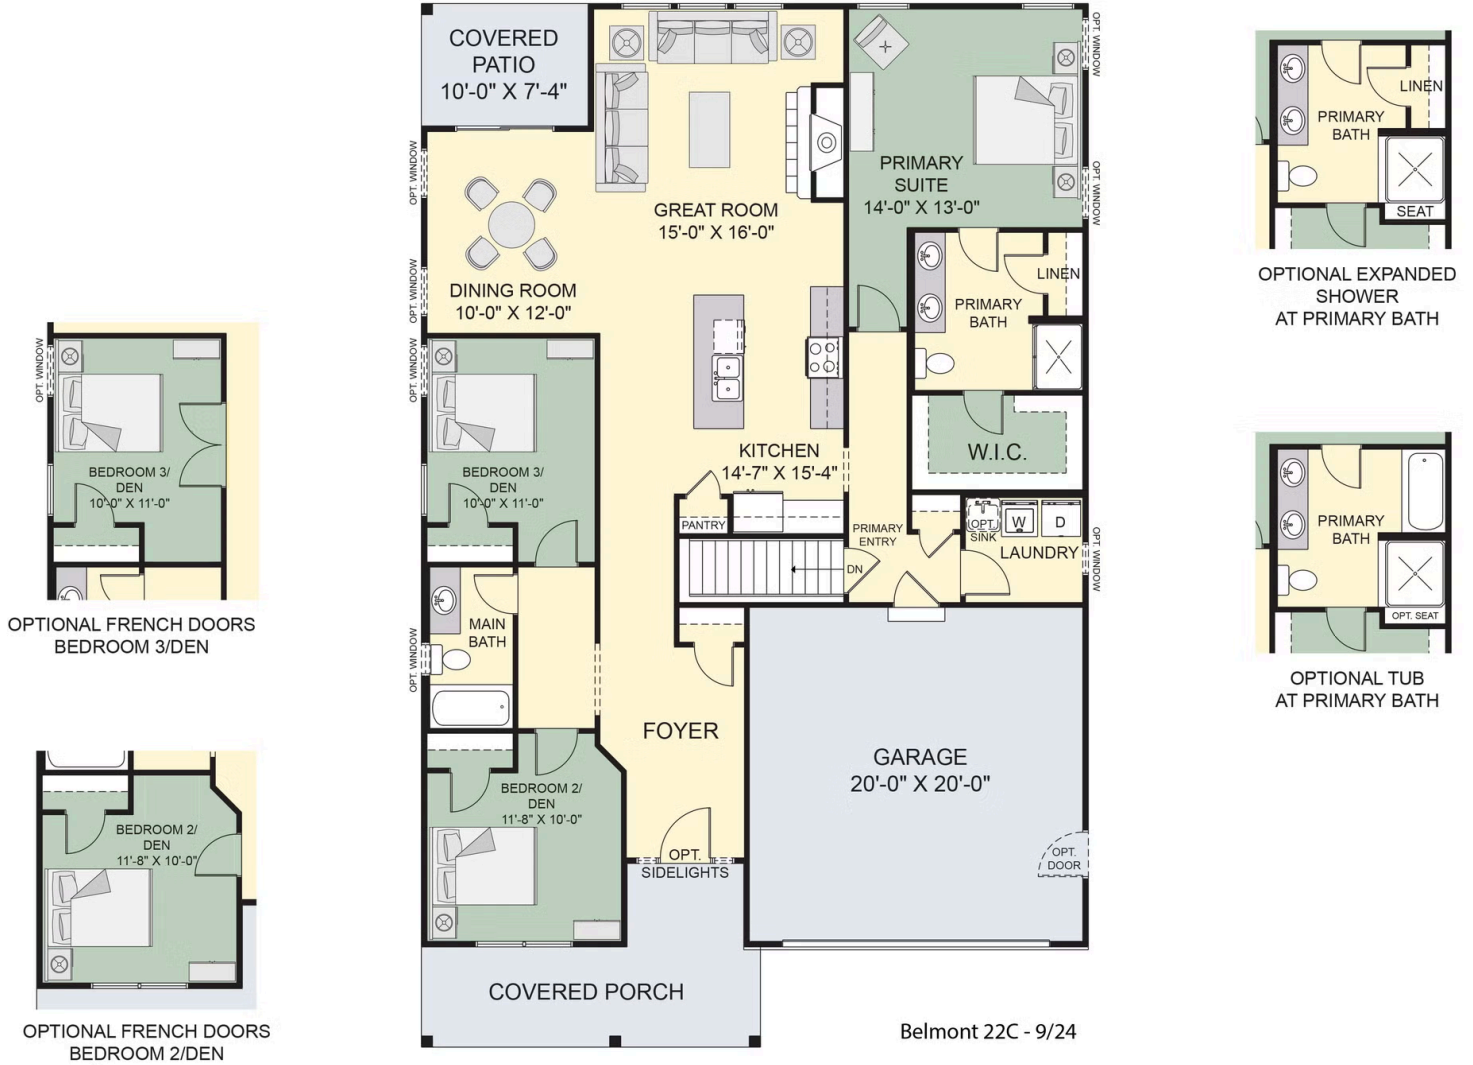 COVERED
PATIO
10'-0" X 7'-4"
OPT. WINDOW
OPT. WINDOW
OPT. WINDOW
PRIMARY
SUITE
14'-0" X 13'-0"
GREAT ROOM
15'-0" X 16'-0"
DINING ROOM
10'-0" X 12'-0"
OPT. WINDOW
LINEN
PRIMARY
BATH
OPT. WINDOW
BEDROOM 3/
DEN
10'-0" X 11'-0"
KITCHEN
14'-7" X 15'-4"
W.I.C.
PANTRY
PRIMARY
ENTRY
OPT.
SINK
W
D
LAUNDRY
OPT. WINDOW
DN
MAIN
BATH
OPT. WINDOW
FOYER
GARAGE
20'-0" X 20'-0"
BEDROOM 2/
DEN
11'-8" X 10'-0"
OPT.
SIDELIGHTS
OPT.
DOOR
COVERED PORCH
Belmont 22C - 9/24
OPT. WINDOW
BEDROOM 3/
DEN
10'-0" X 11'-0"
OPTIONAL FRENCH DOORS
BEDROOM 3/DEN
BEDROOM 2/
DEN
11'-8" X 10'-0"
OPTIONAL FRENCH DOORS
BEDROOM 2/DEN
LINEN
PRIMARY
BATH
SEAT
OPTIONAL EXPANDED
SHOWER
AT PRIMARY BATH
PRIMARY
BATH
OPT. SEAT
OPTIONAL TUB
AT PRIMARY BATH